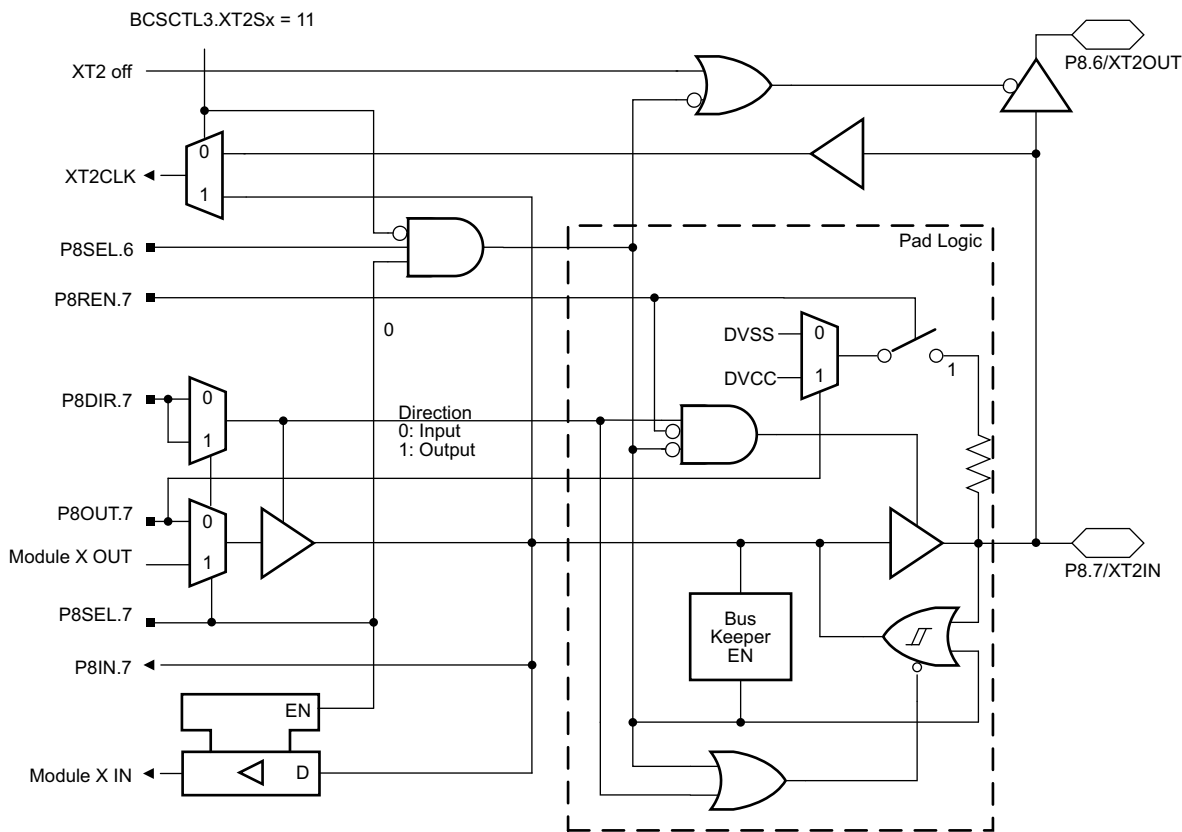 BCSCTL3.XT2Sx = 11
XT2 off
P8.6/XT2OUT
0
XT2CLK
1
P8SEL.6
Pad Logic
P8REN.7
0
DVSS
0
DVCC
1
1
P8DIR.7
0
1
Direction
0: Input
1: Output
P8OUT.7
0
Module X OUT
1
P8.7/XT2IN
P8SEL.7
Bus
Keeper
EN
P8IN.7
EN
Module X IN
D